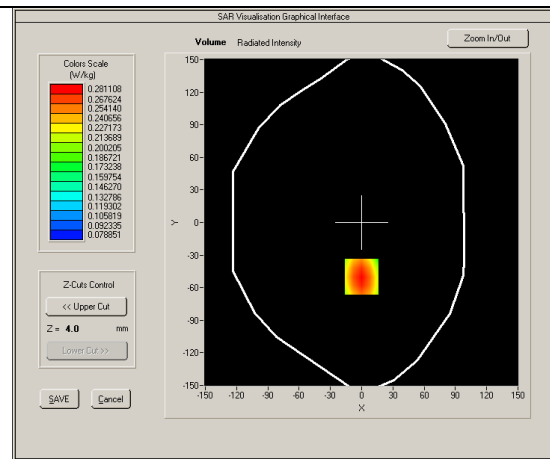 SAR Visualisation Graphical Interface
Volume Radiated Intensity
Zoom In/Out
Colors Scale
(W/kg)
0.281108
0.267624
0.254140
0.240656
0.227173
0.213689
0.200205
0.186721
0.173238
0.159754
0.146270
0.132786
0.119302
0.105819
0.092335
0.078851
Z-Cuts Control
<< Upper Cut
Z = 4.0 mm
Lower Cut >>
SAVE Cancel
150
120
90
60
30
0
-30
-60
-90
-120
-150
Y
-150 -120 -90 -60 -30 0 30 60 90 120 150
X